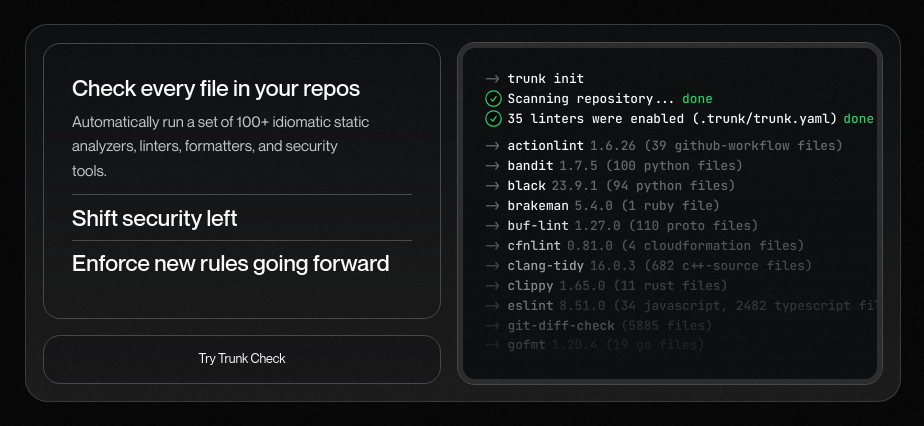 Check every file in your repos
Automatically run a set of 100+ idiomatic static
analyzers, linters, formatters, and security
tools.
Shift security left
Enforce new rules going forward
Try Trunk Check
→ trunk init
Scanning repository... done
35 linters were enabled (.trunk/trunk.yaml) done
→ actionlint 1.6.26 (39 github-workflow files)
→ bandit 1.7.5 (100 python files)
→ black 23.9.1 (94 python files)
→ brakeman 5.4.0 (1 ruby file)
→ buf-lint 1.27.0 (110 proto files)
→ cfnlint 0.81.0 (4 cloudformation files)
→ clang-tidy 16.0.3 (682 c++-source files)
→ clippy 1.65.0 (11 rust files)
→ eslint 8.51.0 (34 javascript, 2482 typescript fil
→ git-diff-check (5885 files)
→ gofmt 1.20.4 (19 go files)